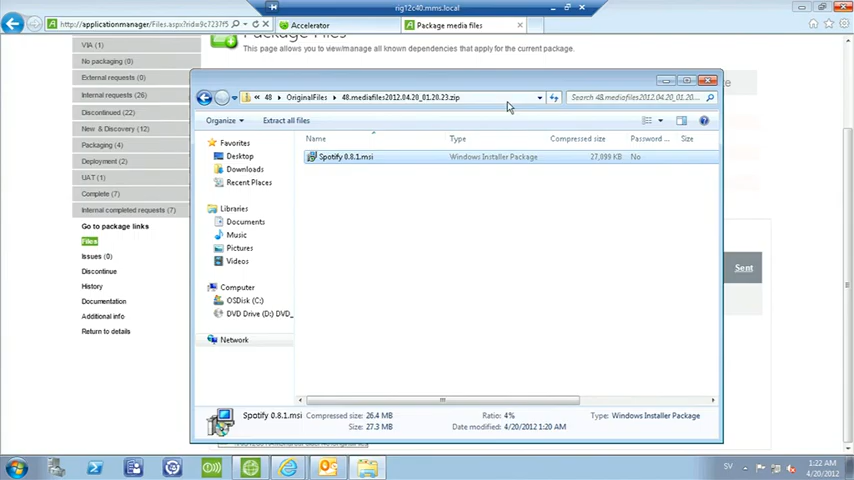 rig12c40.mms.local
http://applicationmanager/Files.aspx?rid=9c7237f5
Accelerator
Package media files
This page allows you to view/manage all known dependencies that apply for the current package.
VIA (1)
No packaging (0)
External requests (0)
Internal requests (26)
Discontinued (22)
New & Discovery (12)
Packaging (4)
Deployment (2)
UAT (1)
Complete (7)
Internal completed requests (7)
Go to package links
Files
Issues (0)
Discontinue
History
Documentation
Additional info
Return to details
48 OriginalFiles 48.mediafiles2012.04.20_01.20.23.zip
Search 48.mediafiles2012.04.20_01.20...
Organize
Extract all files
Name Type Compressed size Password ... Size
Spotify 0.8.1.msi Windows Installer Package 27,099 KB No
Favorites
Desktop
Downloads
Recent Places
Libraries
Documents
Music
Pictures
Videos
Computer
OSDisk (C:)
DVD Drive (D:) DVD_
Network
Sent
Spotify 0.8.1.msi Compressed size: 26.4 MB Ratio: 4% Type: Windows Installer Package
Size: 27.3 MB Date modified: 4/20/2012 1:20 AM
SV
1:22 AM
4/20/2012